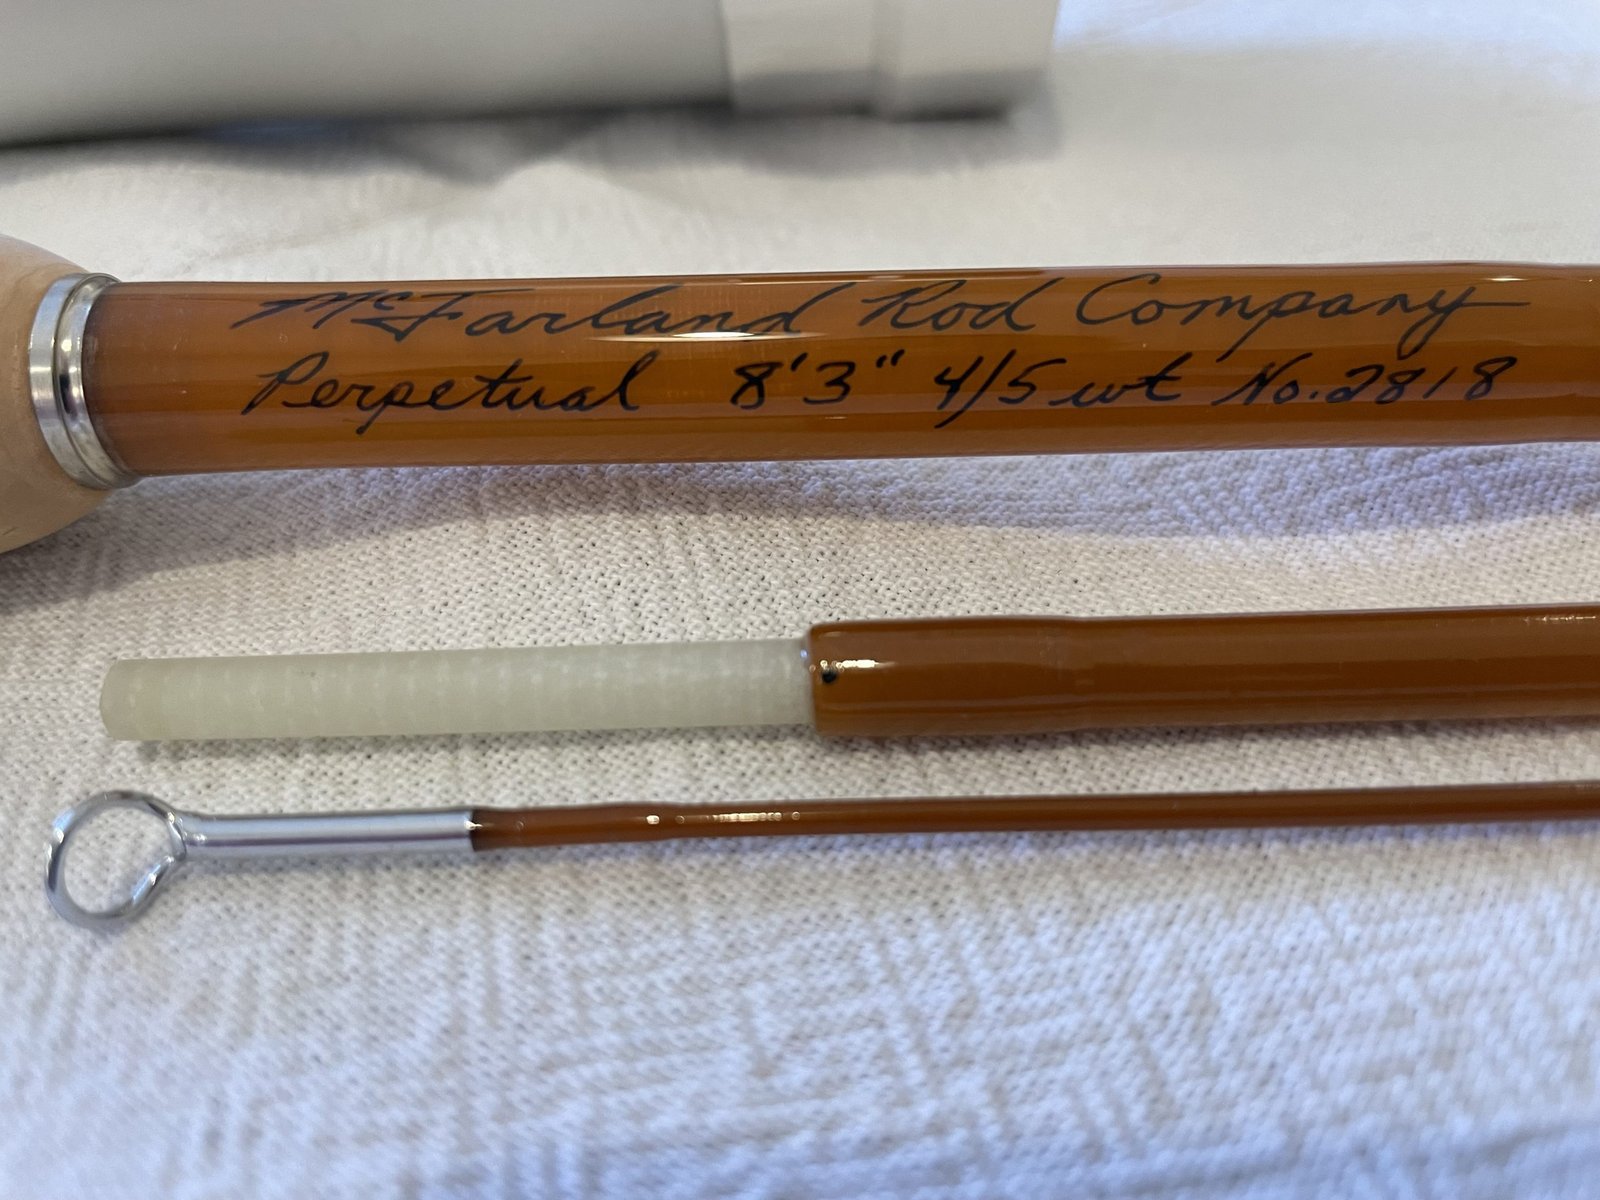 McFarland Rod Company
Perpetual 8'3" 4/5 wt No. 2818